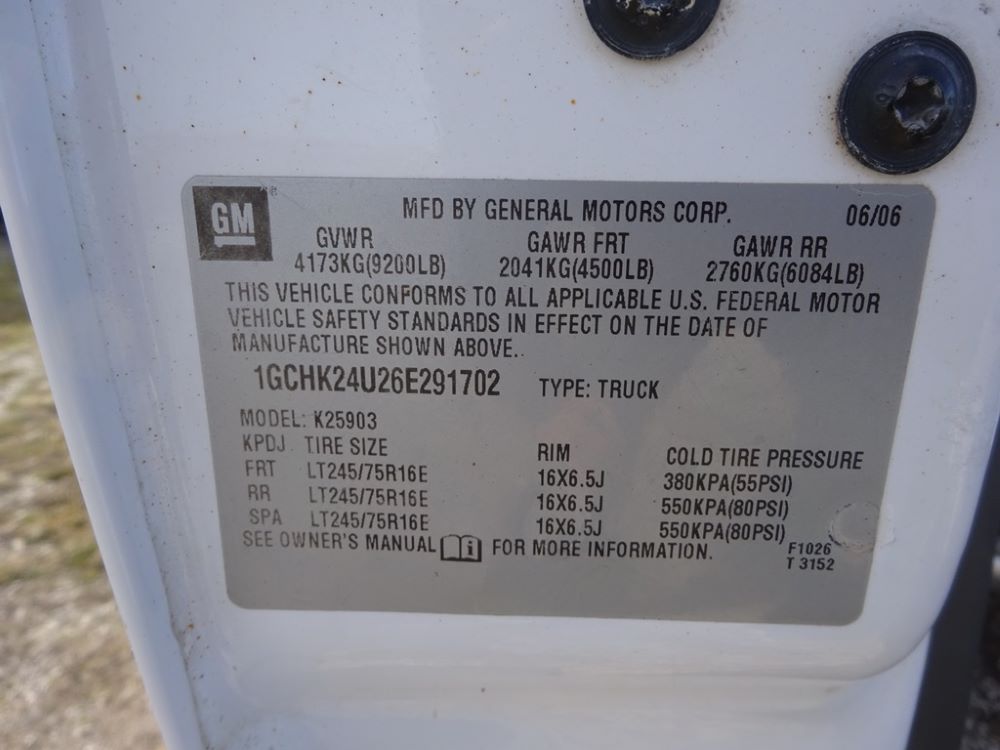 GM
MFD BY GENERAL MOTORS CORP. 06/06
GVWR GAWR FRT GAWR RR
4173KG(9200LB) 2041KG(4500LB) 2760KG(6084LB)
THIS VEHICLE CONFORMS TO ALL APPLICABLE U.S. FEDERAL MOTOR
VEHICLE SAFETY STANDARDS IN EFFECT ON THE DATE OF
MANUFACTURE SHOWN ABOVE.
1GCHK24U26E291702 TYPE: TRUCK
MODEL: K25903
KPDJ TIRE SIZE RIM COLD TIRE PRESSURE
FRT LT245/75R16E 16X6.5J 380KPA(55PSI)
RR LT245/75R16E 16X6.5J 550KPA(80PSI)
SPA LT245/75R16E 16X6.5J 550KPA(80PSI)
SEE OWNER'S MANUAL i FOR MORE INFORMATION.
F1026
T 3152